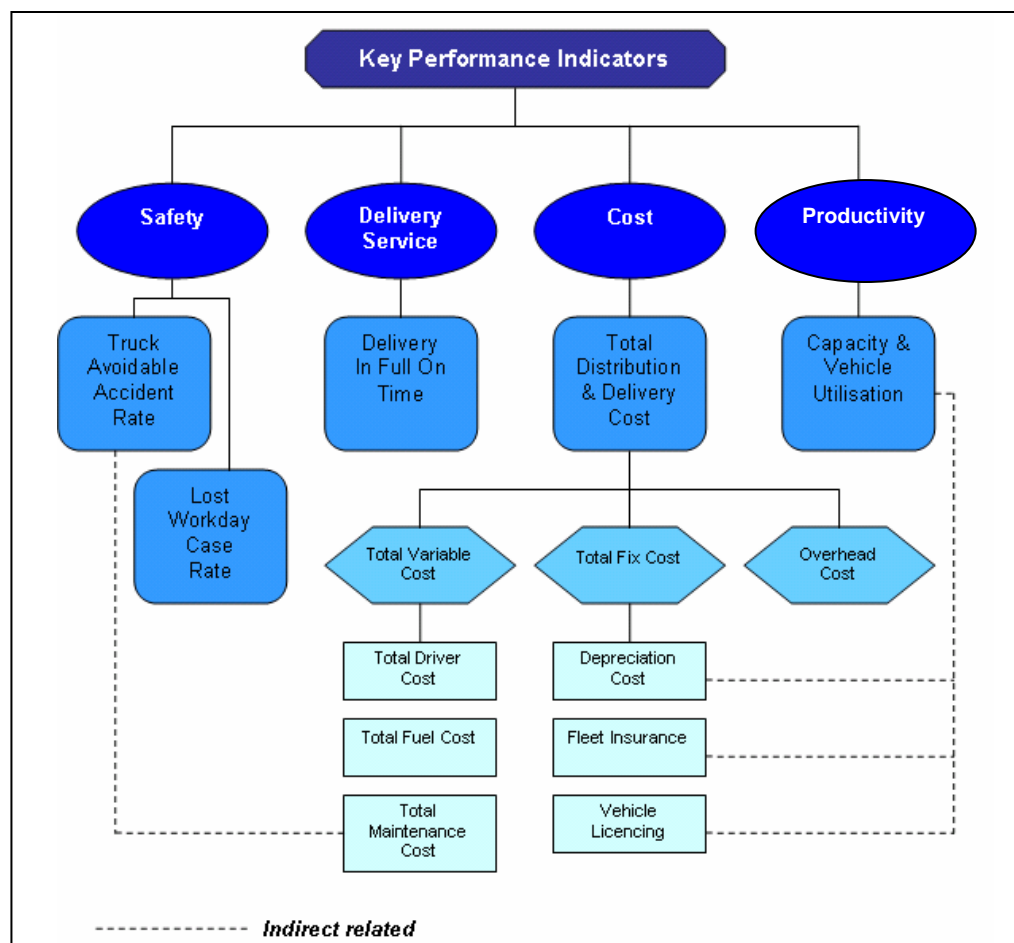 Key Performance Indicators
Safety
Delivery
Service
Cost
Productivity
Truck
Avoidable
Accident
Rate
Delivery
In Full On
Time
Total
Distribution
& Delivery
Cost
Capacity &
Vehicle
Utilisation
Lost
Workday
Case
Rate
Total Variable
Cost
Total Fix Cost
Overhead
Cost
Total Driver
Cost
Depreciation
Cost
Total Fuel Cost
Fleet Insurance
Total
Maintenance
Cost
Vehicle
Licencing
Indirect related